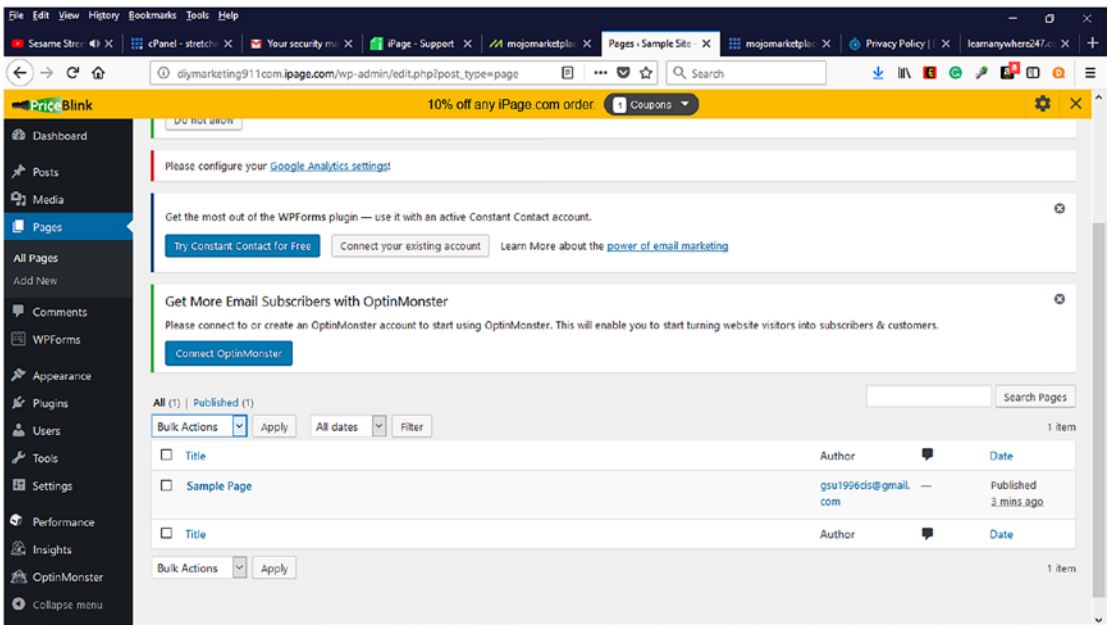 File Edit View History Bookmarks Tools Help
Sesame Stre
cPanel - stretch
Your security m
iPage - Support
mojomarketplac
Pages ‹ Sample Site —
mojomarketplac
Privacy Policy |
learnanywhere247.c
diymarketing911com.ipage.com/wp-admin/edit.php?post_type=page
Search
PriceBlink
10% off any iPage.com order. 1 Coupons
Dashboard
Posts
Media
Pages
All Pages
Add New
Comments
WPForms
Appearance
Plugins
Users
Tools
Settings
Performance
Insights
OptinMonster
Collapse menu
Do not allow
Please configure your Google Analytics settings!
Get the most out of the WPForms plugin — use it with an active Constant Contact account.
Try Constant Contact for Free Connect your existing account Learn More about the power of email marketing
Get More Email Subscribers with OptinMonster
Please connect to or create an OptinMonster account to start using OptinMonster. This will enable you to start turning website visitors into subscribers & customers.
Connect OptinMonster
Search Pages
All (1) | Published (1)
Bulk Actions Apply All dates Filter 1 item
Title Author Date
Sample Page gsu1996cis@gmail. — Published
com 3 mins ago
Title Author Date
Bulk Actions Apply 1 item